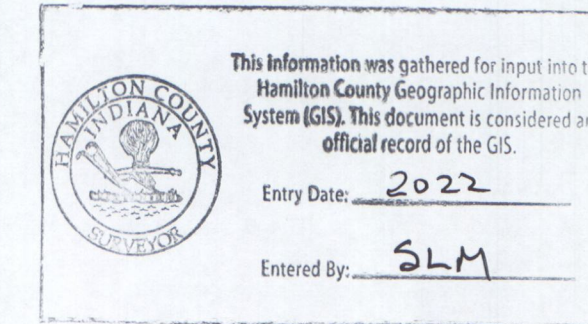 HAMILTON COUNTY
INDIANA
SURVEYOR
This information was gathered for input into t
Hamilton County Geographic Information
System (GIS). This document is considered a
official record of the GIS.
Entry Date: 2022
Entered By: SLM